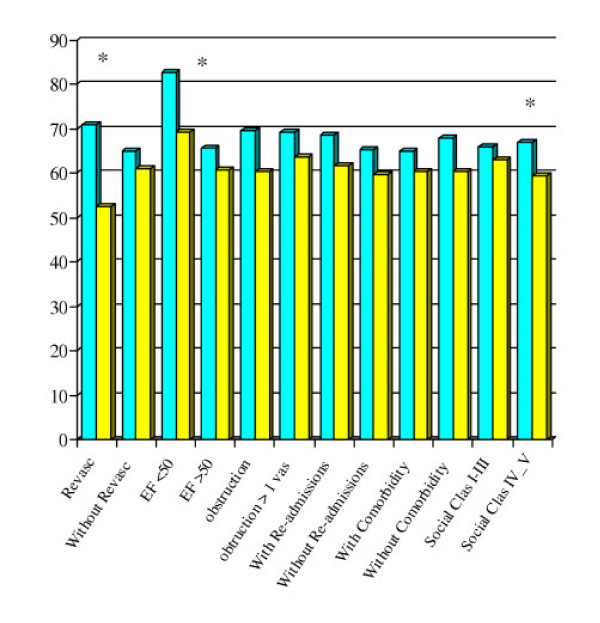 90
80
70
60
50
40
30
20
10
0
*
*
*
Revasc
Without Revasc
EF <50
EF >50
obstruction
obtruction > 1 vas
With Re-admissions
Without Re-admissions
With Comorbidity
Without Comorbidity
Social Clas I-III
Social Clas IV_V